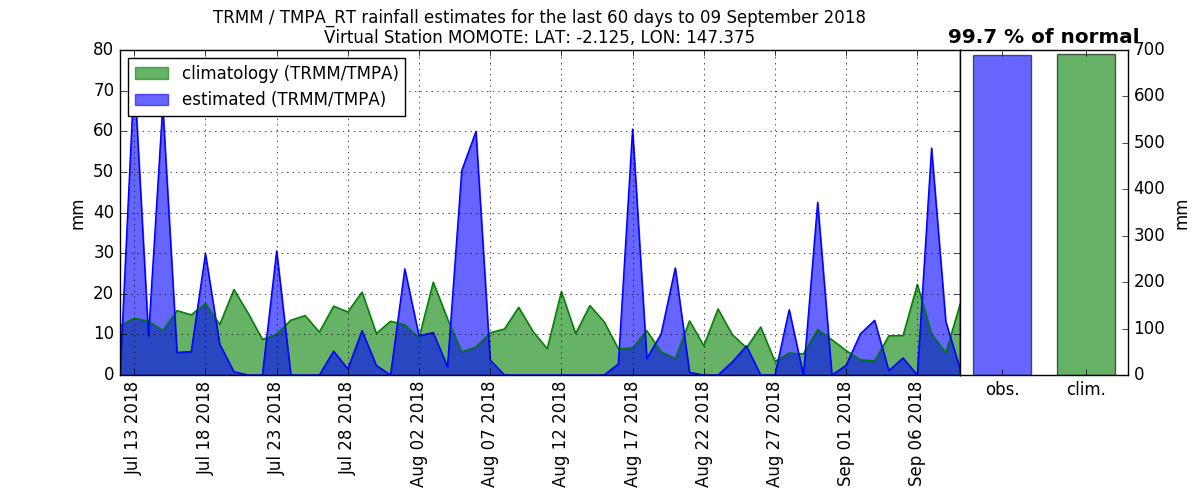 TRMM / TMPA_RT rainfall estimates for the last 60 days to 09 September 2018
Virtual Station MOMOTE: LAT: -2.125, LON: 147.375
99.7 % of normal
climatology (TRMM/TMPA)
estimated (TRMM/TMPA)
mm
80
70
60
50
40
30
20
10
0
Jul 13 2018
Jul 18 2018
Jul 23 2018
Jul 28 2018
Aug 02 2018
Aug 07 2018
Aug 12 2018
Aug 17 2018
Aug 22 2018
Aug 27 2018
Sep 01 2018
Sep 06 2018
obs.
clim.
700
600
500
400
300
200
100
0
mm